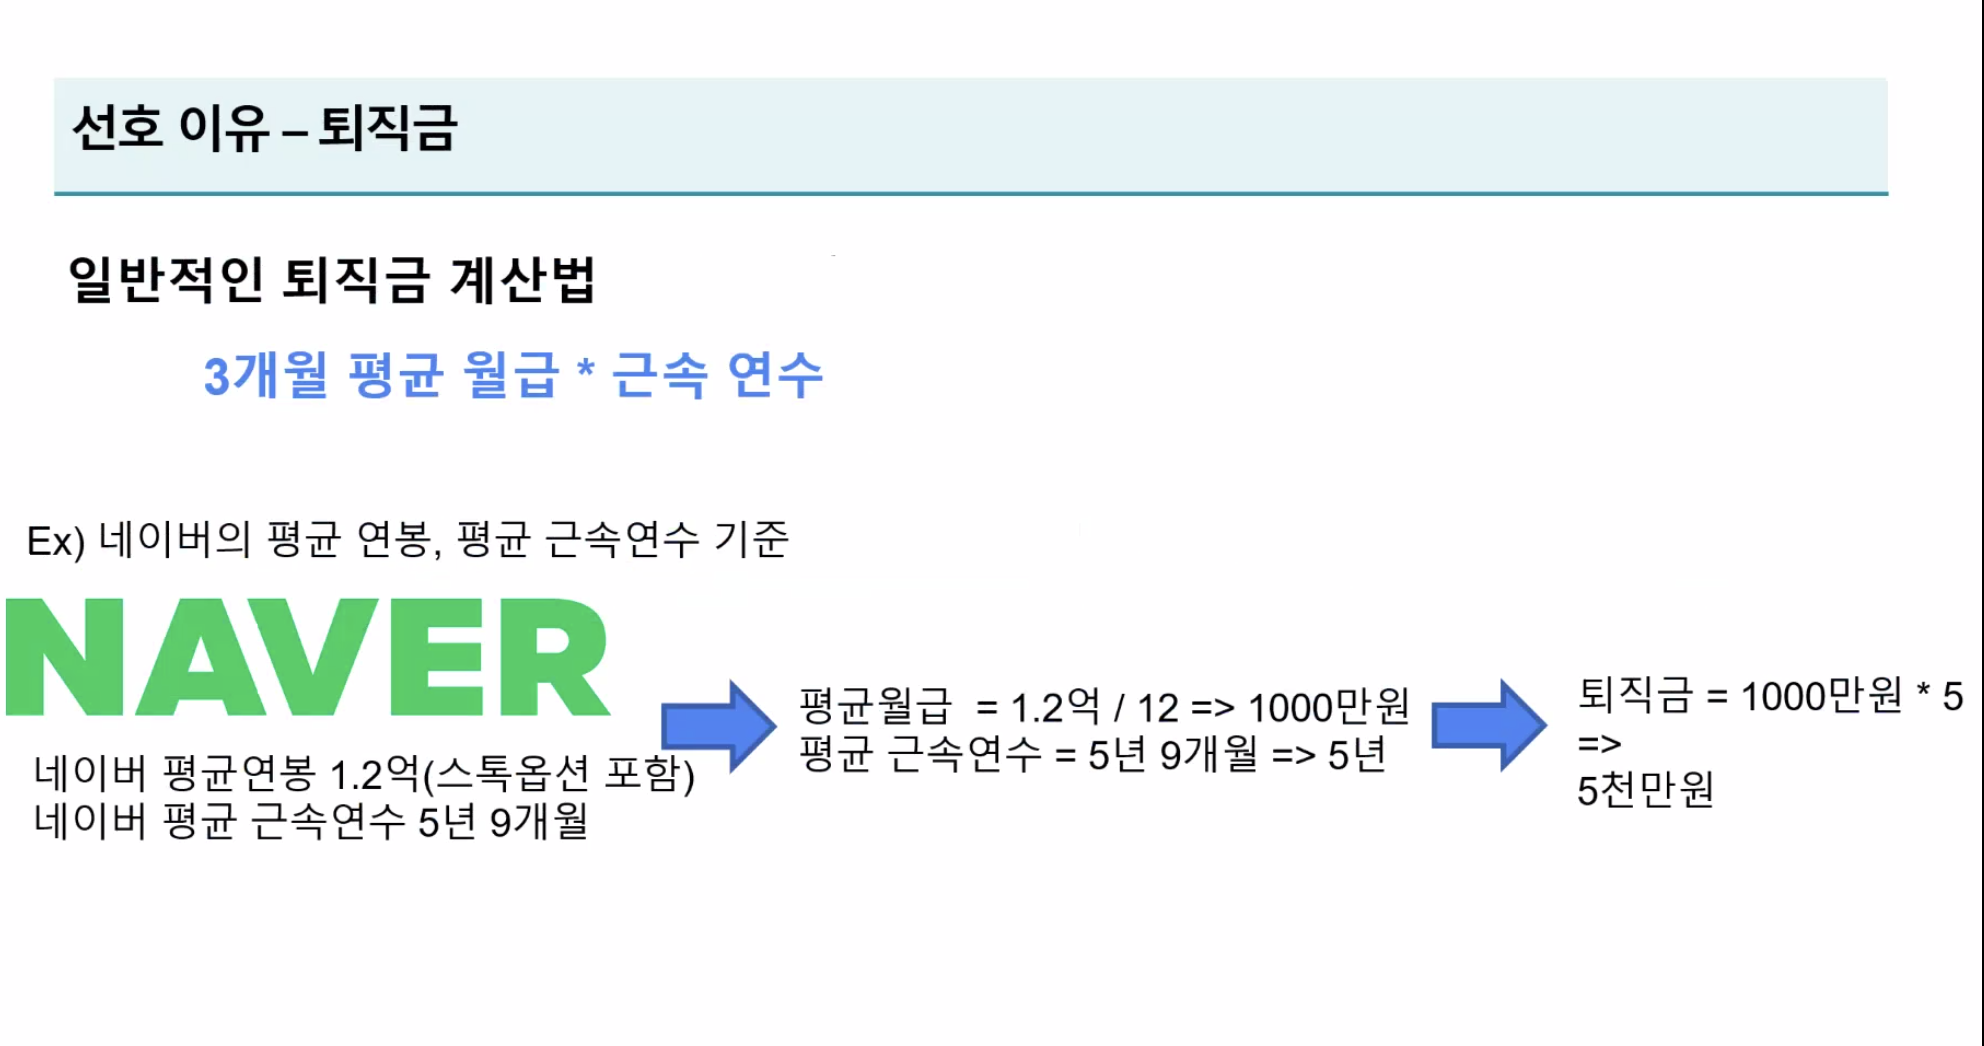 선호 이유 – 퇴직금
일반적인 퇴직금 계산법
3개월 평균 월급 * 근속 연수
Ex) 네이버의 평균 연봉, 평균 근속연수 기준
NAVER
네이버 평균연봉 1.2억(스톡옵션 포함)
네이버 평균 근속연수 5년 9개월
평균월급 = 1.2억 / 12 => 1000만원
평균 근속연수 = 5년 9개월 => 5년
퇴직금 = 1000만원 * 5
=>
5천만원